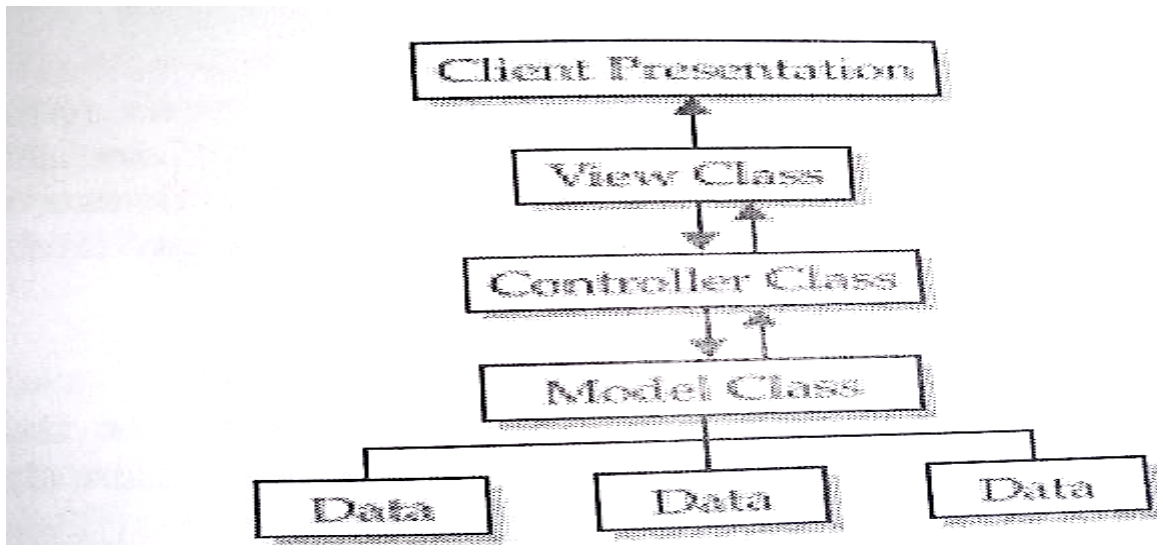 Client Presentation
View Class
Controller Class
Model Class
Data
Data
Data